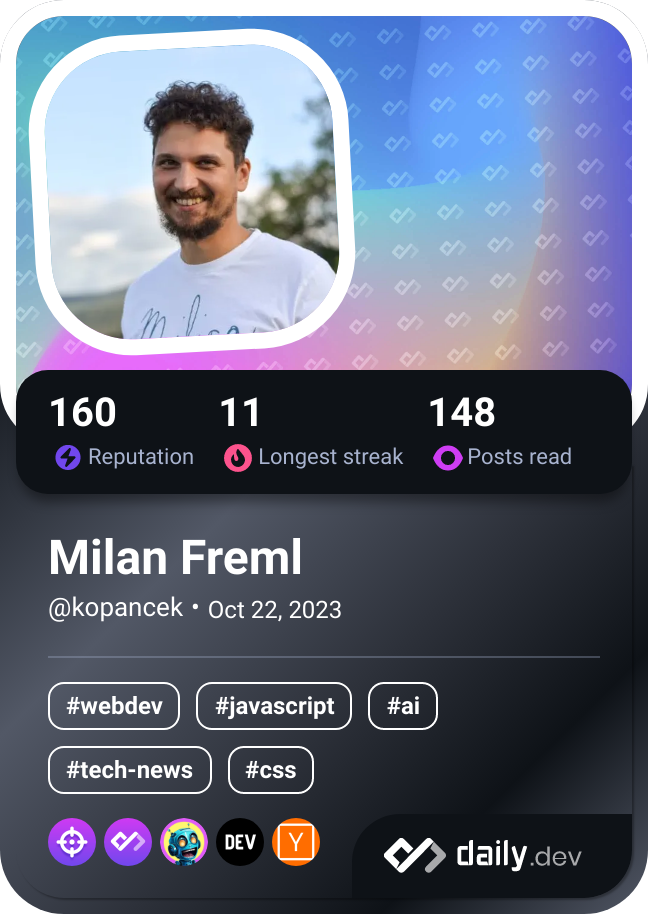 160 11 148
Reputation Longest streak Posts read
Milan Freml
@kopancek • Oct 22, 2023
#webdev #javascript #ai
#tech-news #css
DEV Y
daily.dev